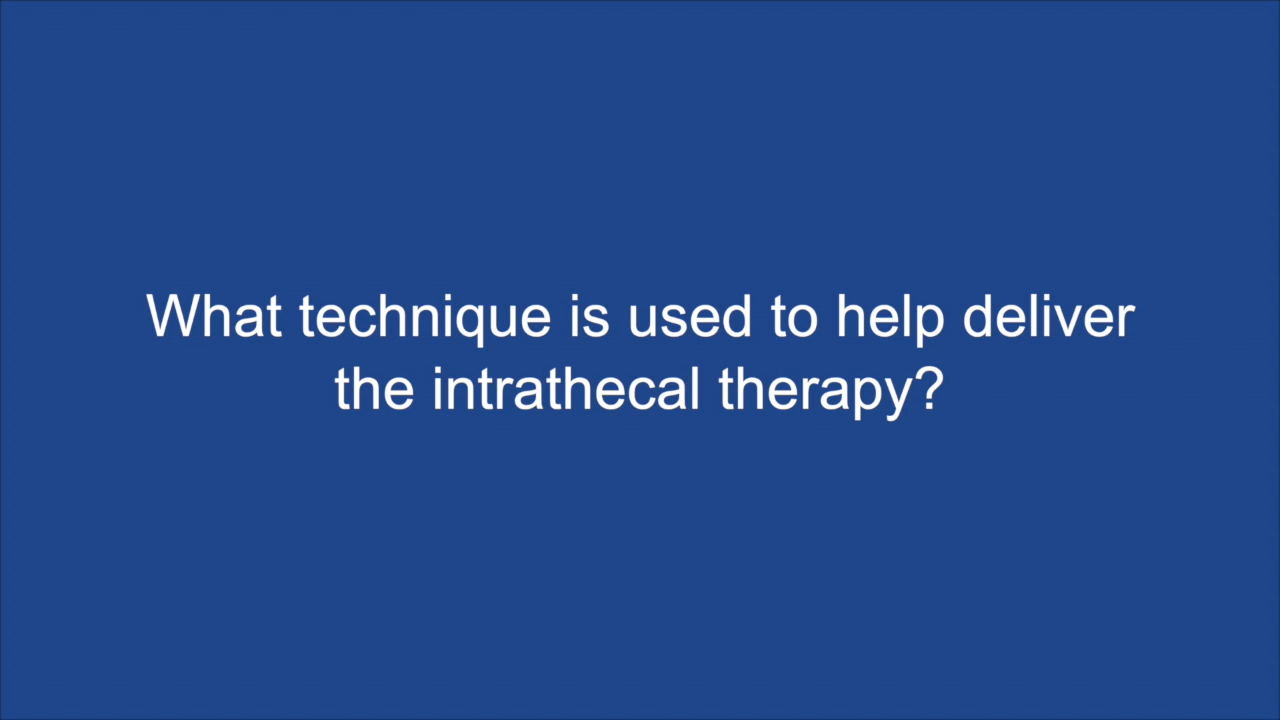 What technique is used to help deliver
the intrathecal therapy?